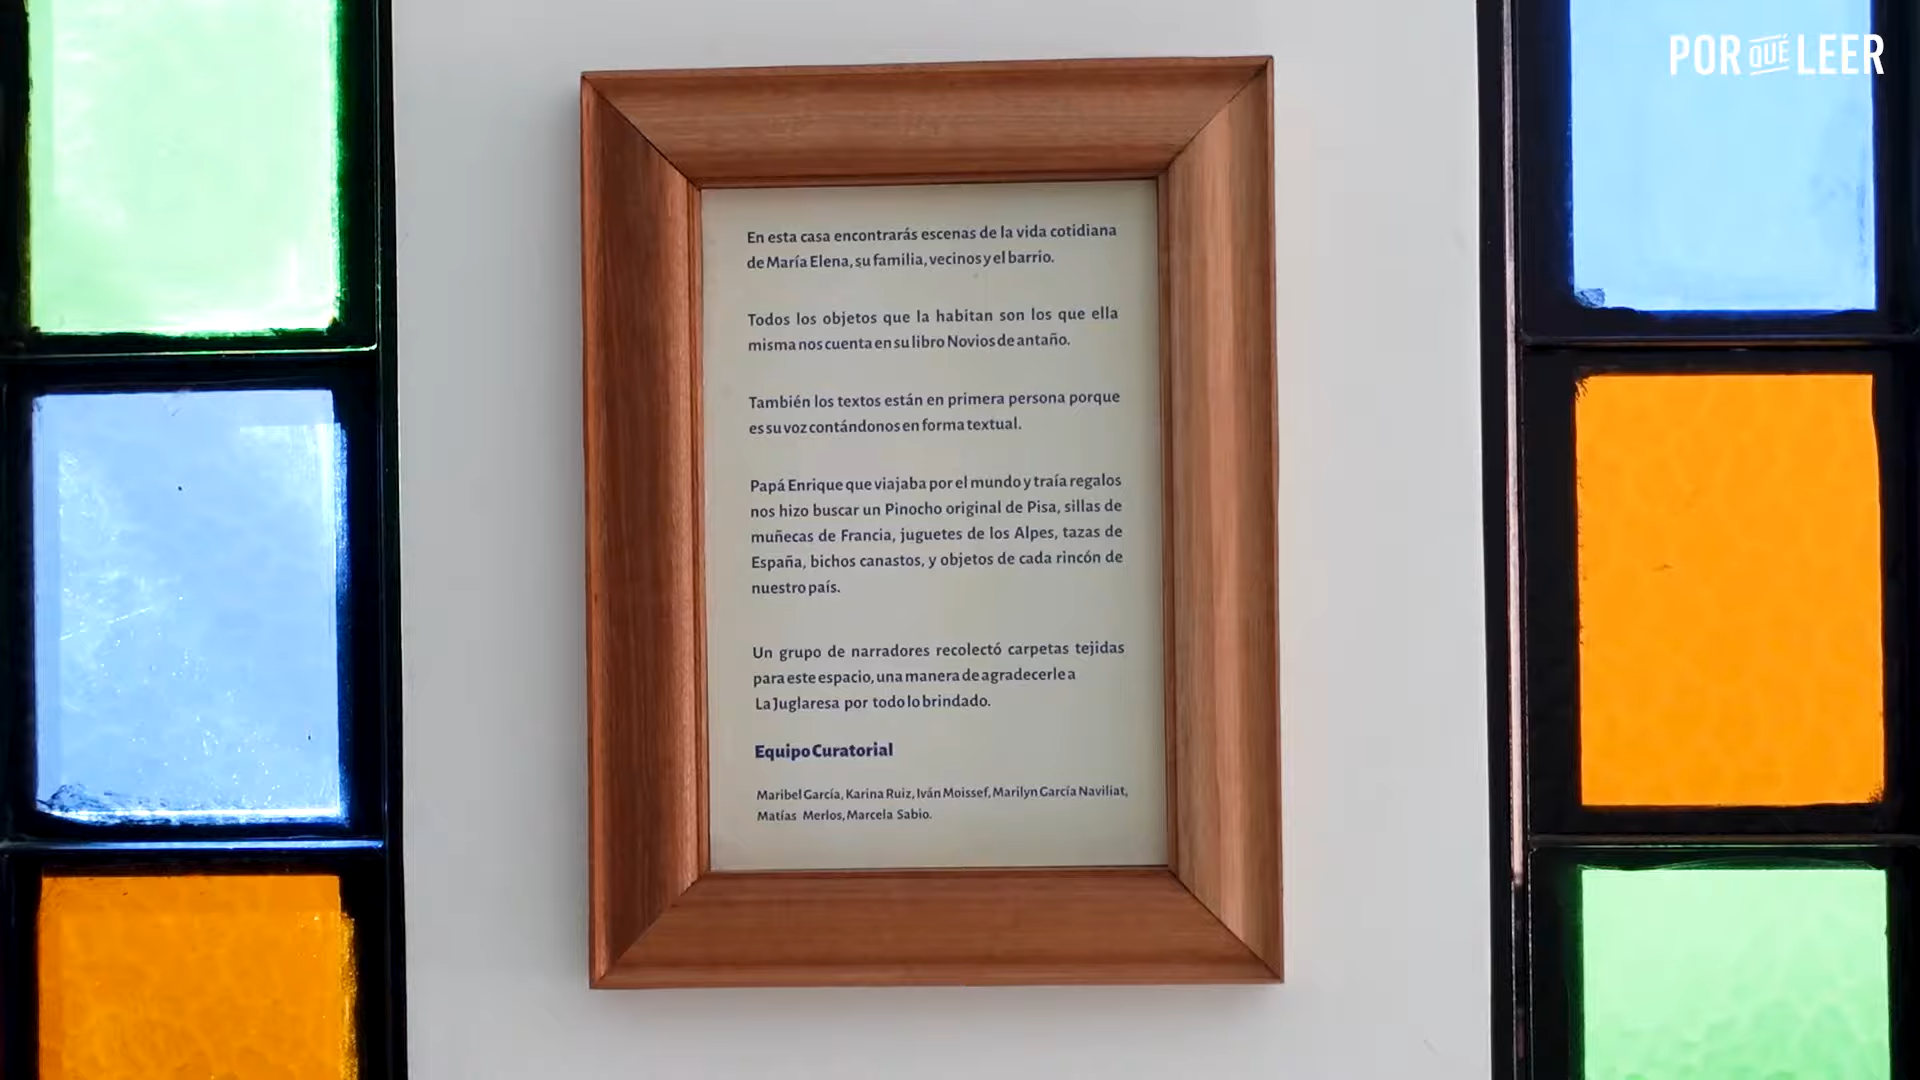 POR QUÉ LEER
En esta casa encontrarás escenas de la vida cotidiana
de María Elena, su familia, vecinos y el barrio.
Todos los objetos que la habitan son los que ella
misma nos cuenta en su libro Novios de antaño.
También los textos están en primera persona porque
es su voz contándonos en forma textual.
Papá Enrique que viajaba por el mundo y traía regalos
nos hizo buscar un Pinocho original de Pisa, sillas de
muñecas de Francia, juguetes de los Alpes, tazas de
España, bichos canastos, y objetos de cada rincón de
nuestro país.
Un grupo de narradores recolectó carpetas tejidas
para este espacio, una manera de agradecerle a
La Juglaresa por todo lo brindado.
Equipo Curatorial
Maribel García, Karina Ruiz, Iván Moissef, Marilyn García Naviliat,
Matías Merlos, Marcela Sabio.